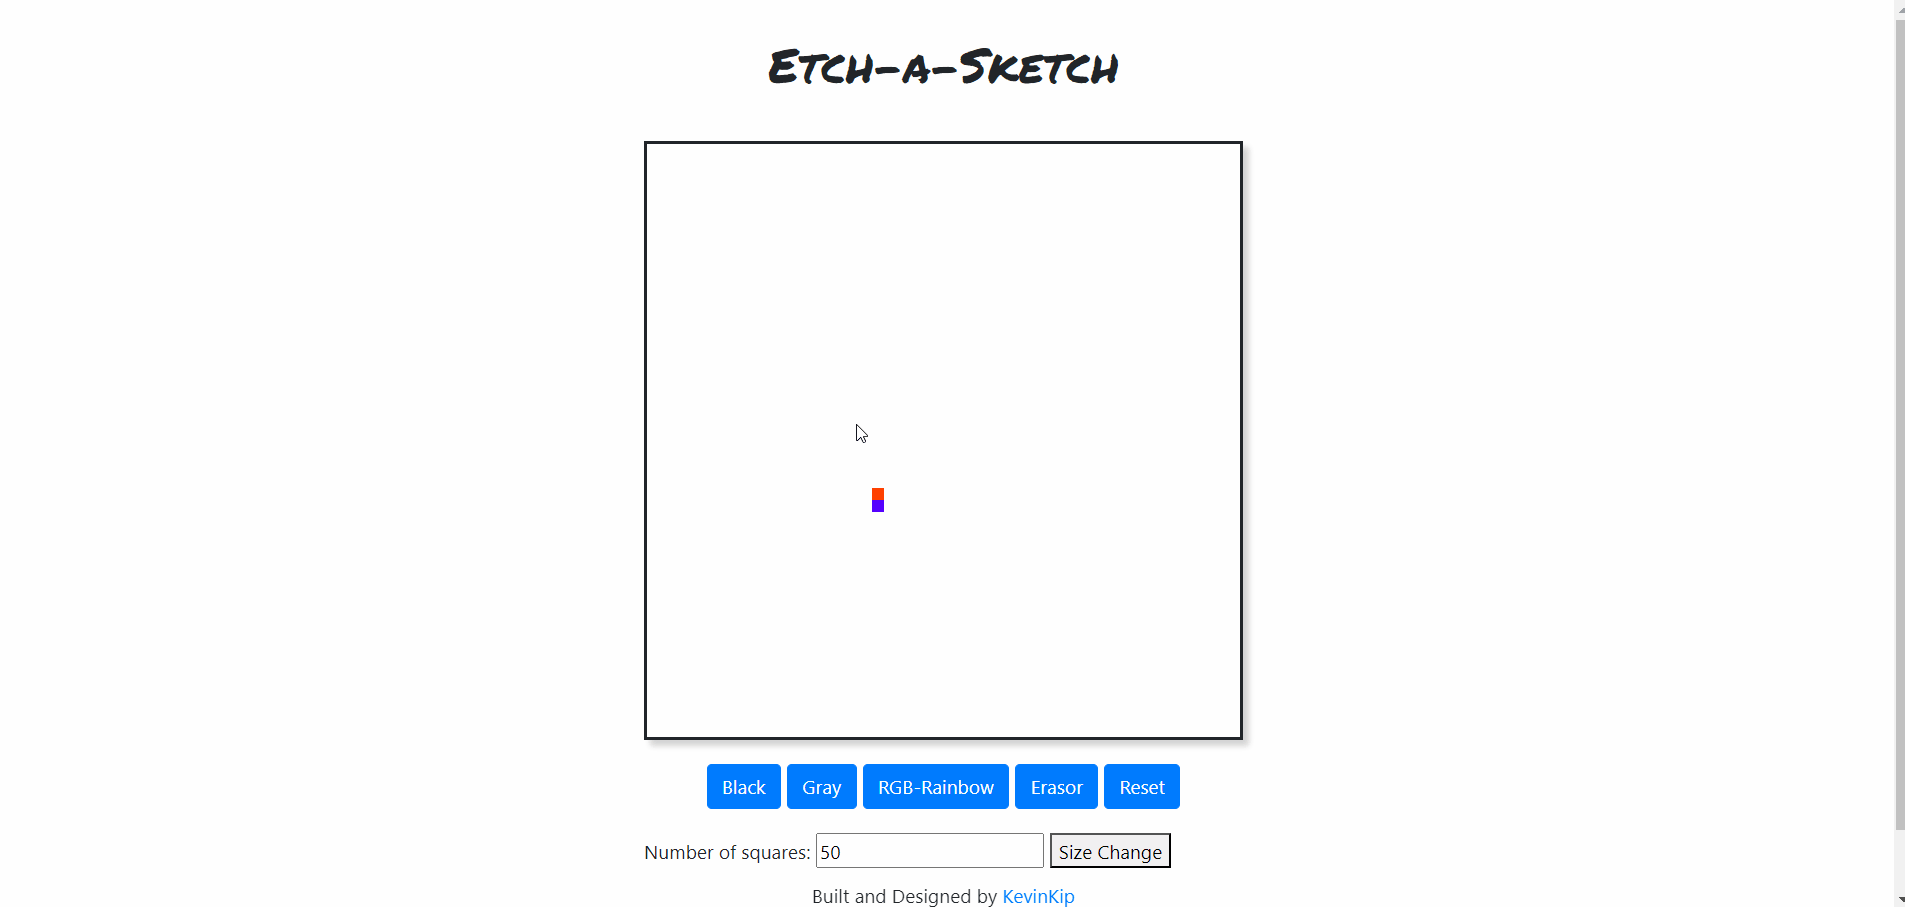 Etch-a-Sketch
Black Gray RGB-Rainbow Erasor Reset
Number of squares: 50 Size Change
Built and Designed by KevinKip